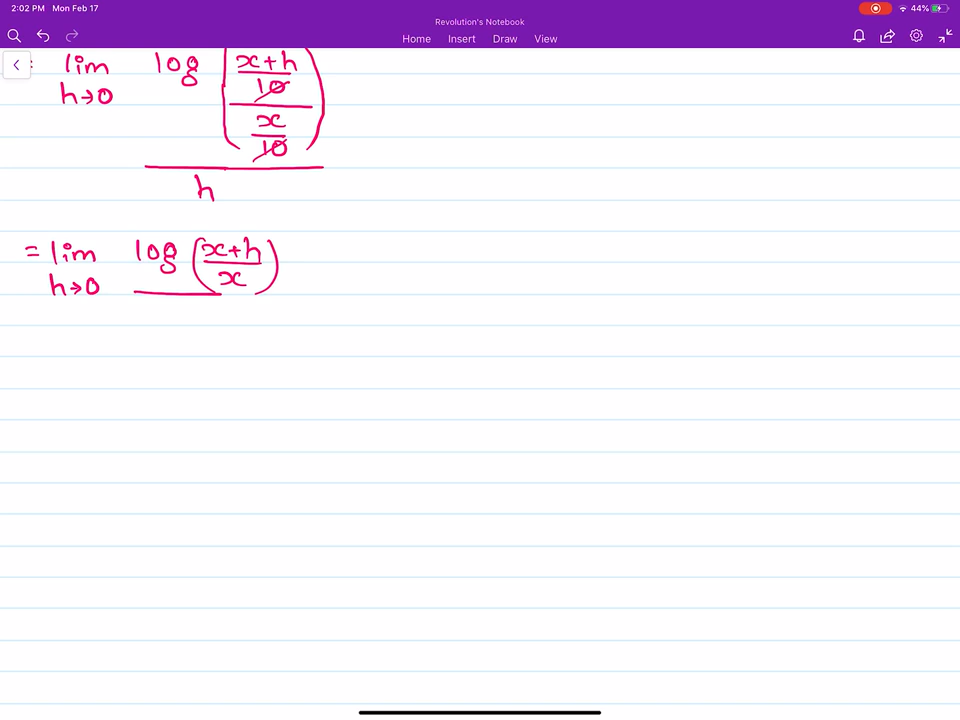 2:02 PM Mon Feb 17
44%
Revolution's Notebook
Home Insert Draw View
lim log (x+h
h→0 10
x
10)
h
= lim log (x+h
h→0 x)